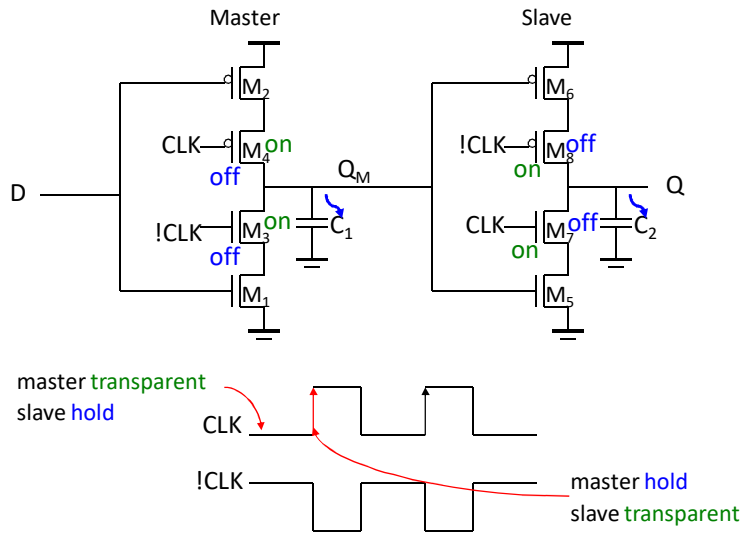 Master
Slave
M2
M6
CLK
M4
on
off
!CLK
M8
off
on
D
QM
Q
!CLK
M3
on
off
C1
CLK
M7
off
on
C2
M1
M5
master transparent
slave hold
CLK
!CLK
master hold
slave transparent